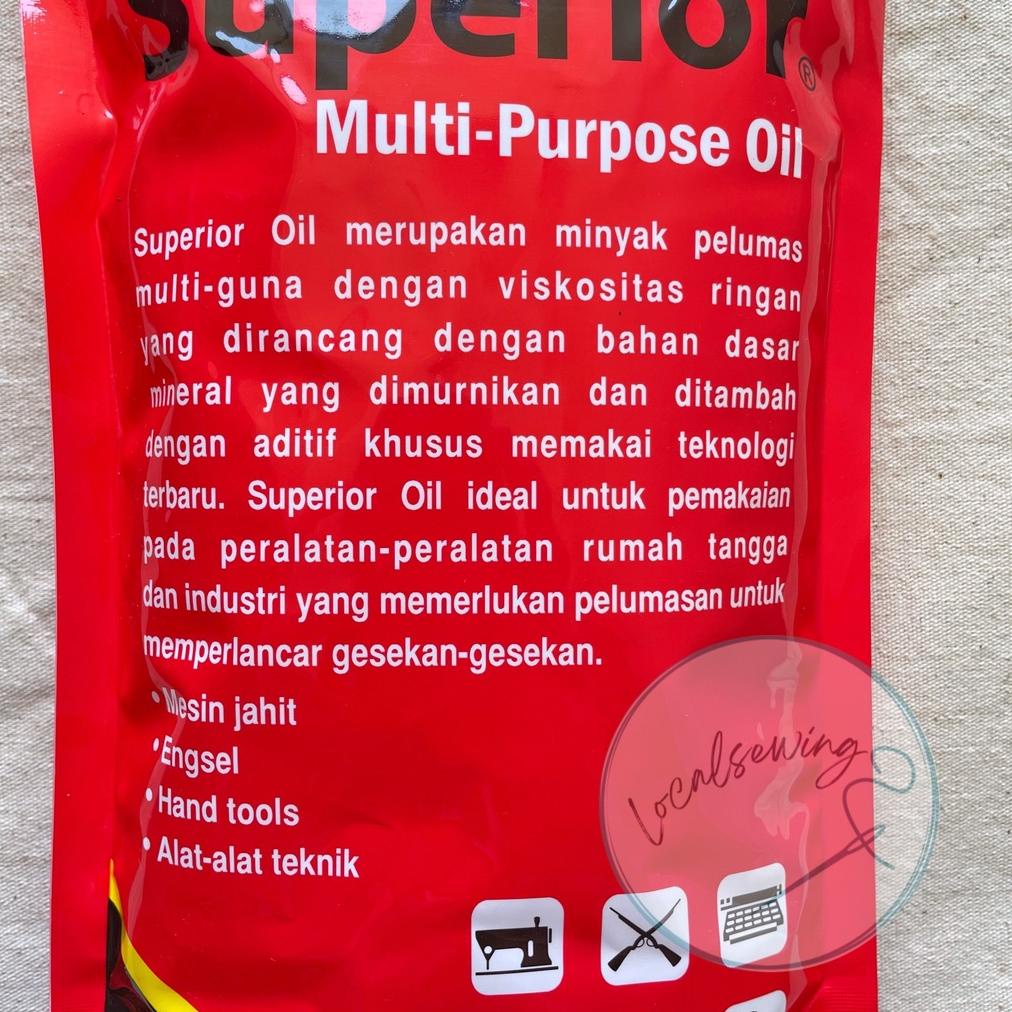 superior®
Multi-Purpose Oil
Superior Oil merupakan minyak pelumas
multi-guna dengan viskositas ringan
yang dirancang dengan bahan dasar
mineral yang dimurnikan dan ditambah
dengan aditif khusus memakai teknologi
terbaru. Superior Oil ideal untuk pemakaian
pada peralatan-peralatan rumah tangga
dan industri yang memerlukan pelumasan untuk
memperlancar gesekan-gesekan.
• Mesin jahit
• Engsel
• Hand tools
• Alat-alat teknik
localsewing